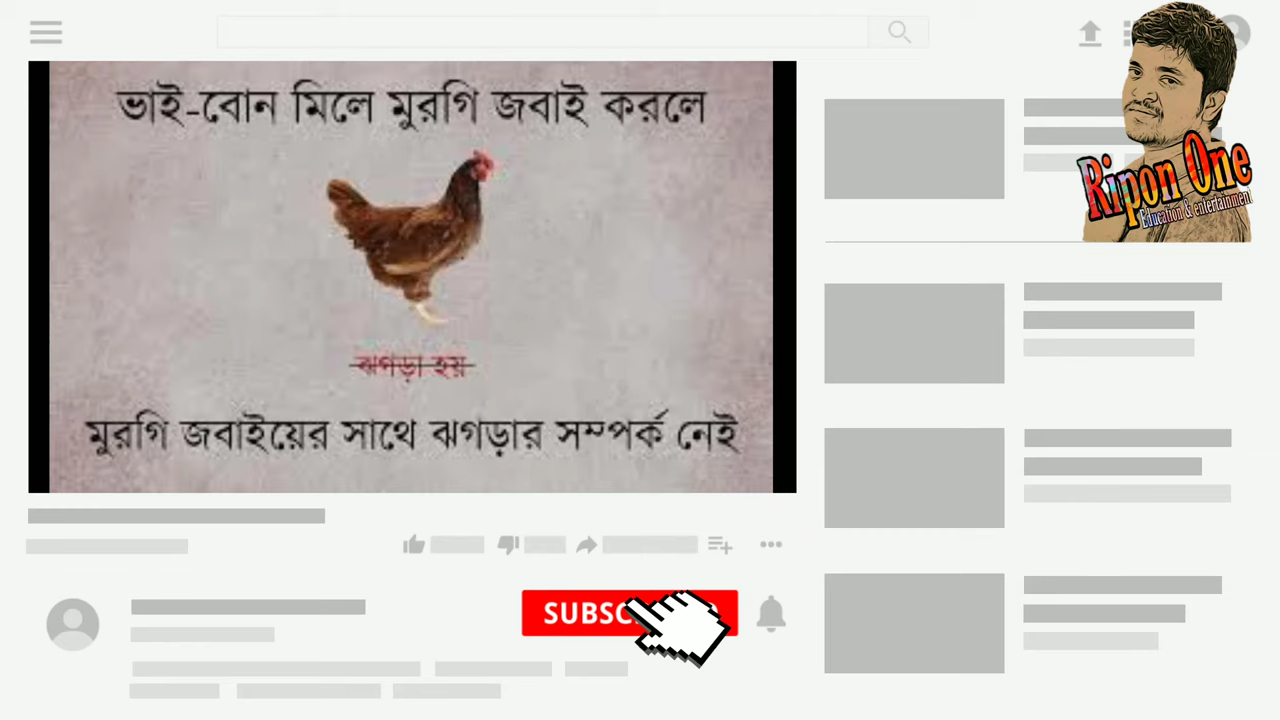 ভাই-বোন মিলে মুরগি জবাই করলে
ঝগড়া হয়
মুরগি জবাইয়ের সাথে ঝগড়ার সম্পর্ক নেই
Ripon One
Education & entertainment
SUBSC